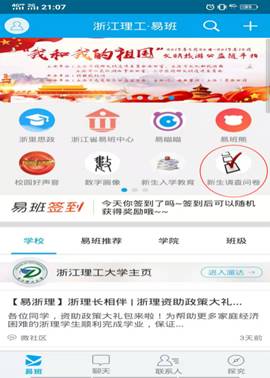 21:07
浙江理工·易班
"我和我的祖国"
浙里思政
浙江省易班中心
易喵喵
易班熊
校园好声音
数字画像
新生入学教育
新生调查问卷
易班签到
今天你签到了吗~签到后可以随机
获得奖励哦~~
学校
易班推荐
学院
班级
浙江理工大学主页
进入溜达 >
【易浙理】浙理长相伴 | 浙理资助政策大礼...
各位同学，资助政策大礼包来啦！为帮助更多家庭经济
困难的浙理学生顺利完成学业，保证...
微社区
易班
聊天
联系人
探究